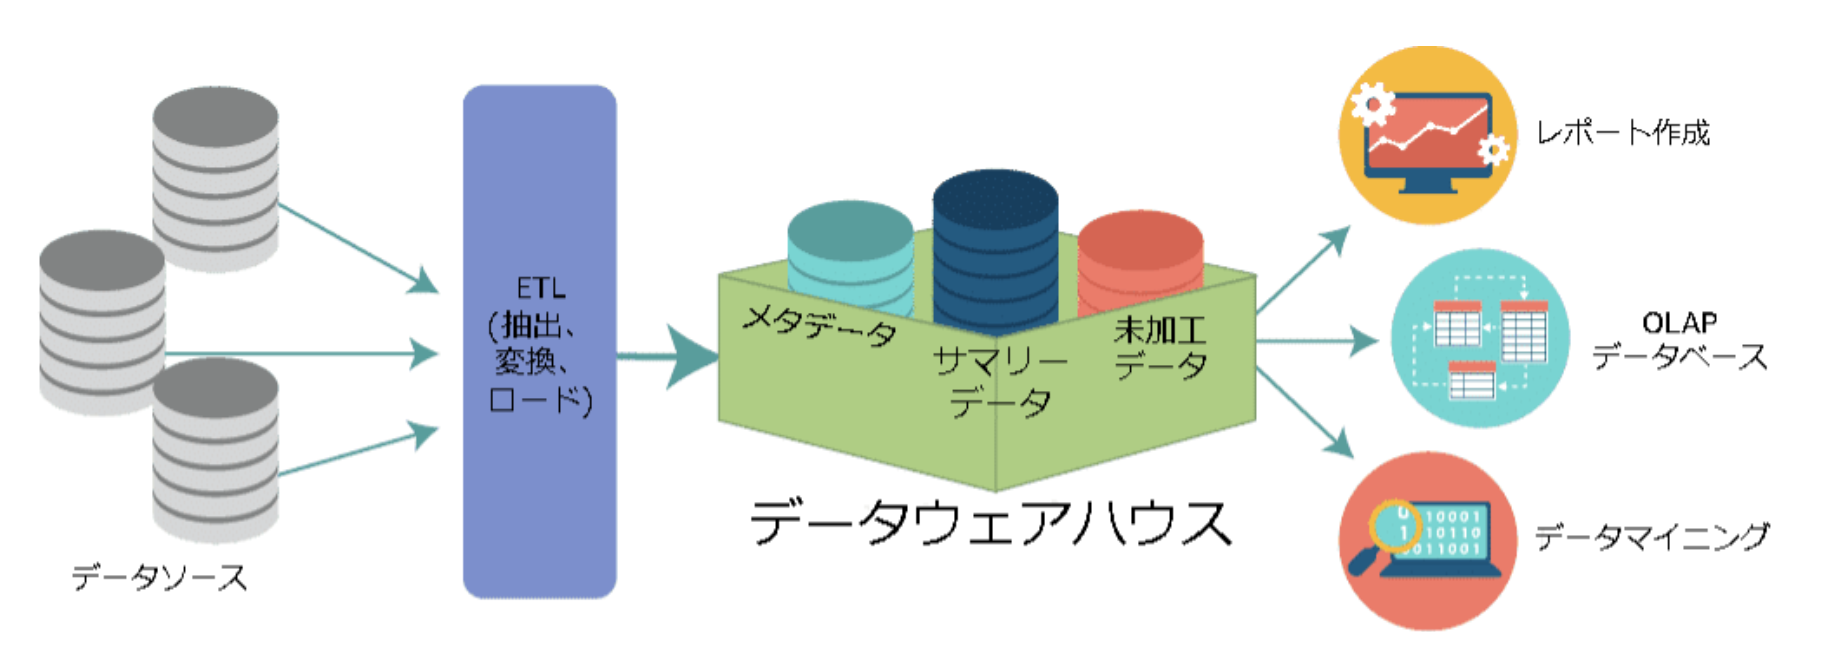 データソース
ETL
(抽出、
変換、
ロード)
メタデータ
サマリー
データ
未加工
データ
データウェアハウス
レポート作成
OLAP
データベース
0 10001
1 10110
0011001
データマイニング